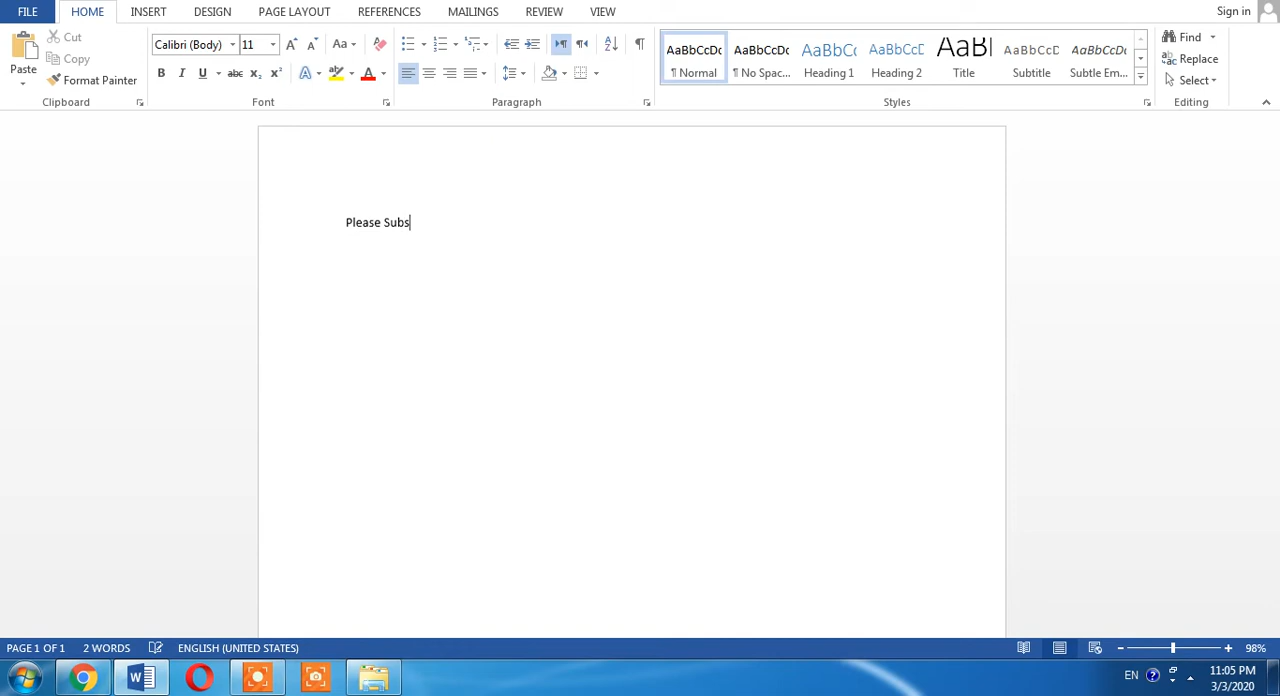 FILE HOME INSERT DESIGN PAGE LAYOUT REFERENCES MAILINGS REVIEW VIEW Sign in
Paste
Cut
Copy
Format Painter
Clipboard
Calibri (Body) 11
Font
Paragraph
AaBbCcDc AaBbCcDc AaBbCc AaBbCcD AaBl AaBbCcD AaBbCcDc
¶ Normal ¶ No Spac... Heading 1 Heading 2 Title Subtitle Subtle Em...
Styles
Find
Replace
Select
Editing
Please Subs
PAGE 1 OF 1 2 WORDS ENGLISH (UNITED STATES) 98%
EN 11:05 PM
3/3/2020